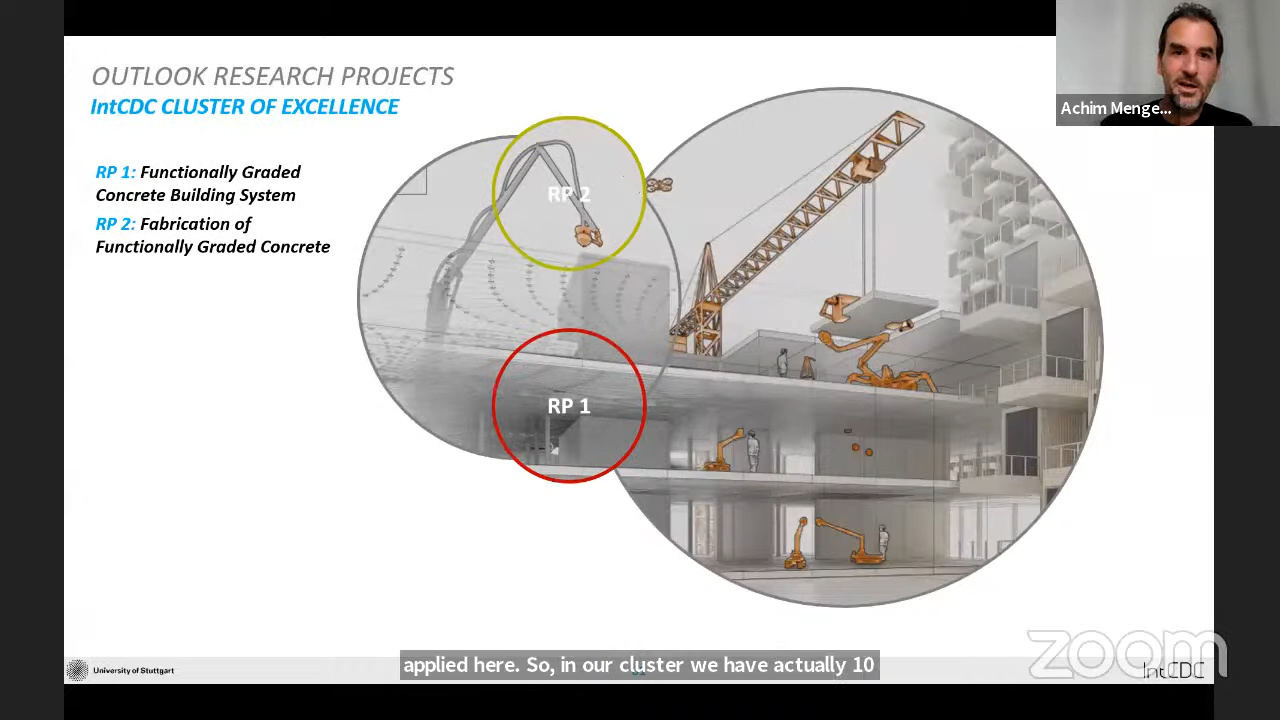 OUTLOOK RESEARCH PROJECTS
IntCDC CLUSTER OF EXCELLENCE
RP 1: Functionally Graded
Concrete Building System
RP 2: Fabrication of
Functionally Graded Concrete
RP 2
RP 1
Achim Menge...
applied here. So, in our cluster we have actually 10
University of Stuttgart
zoom
IntCDC